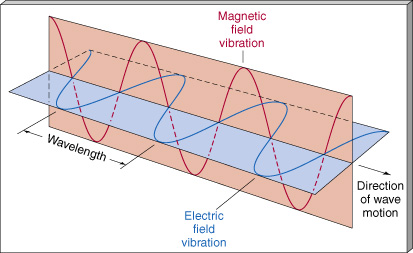 Magnetic
field
vibration
Wavelength
Direction
of wave
motion
Electric
field
vibration